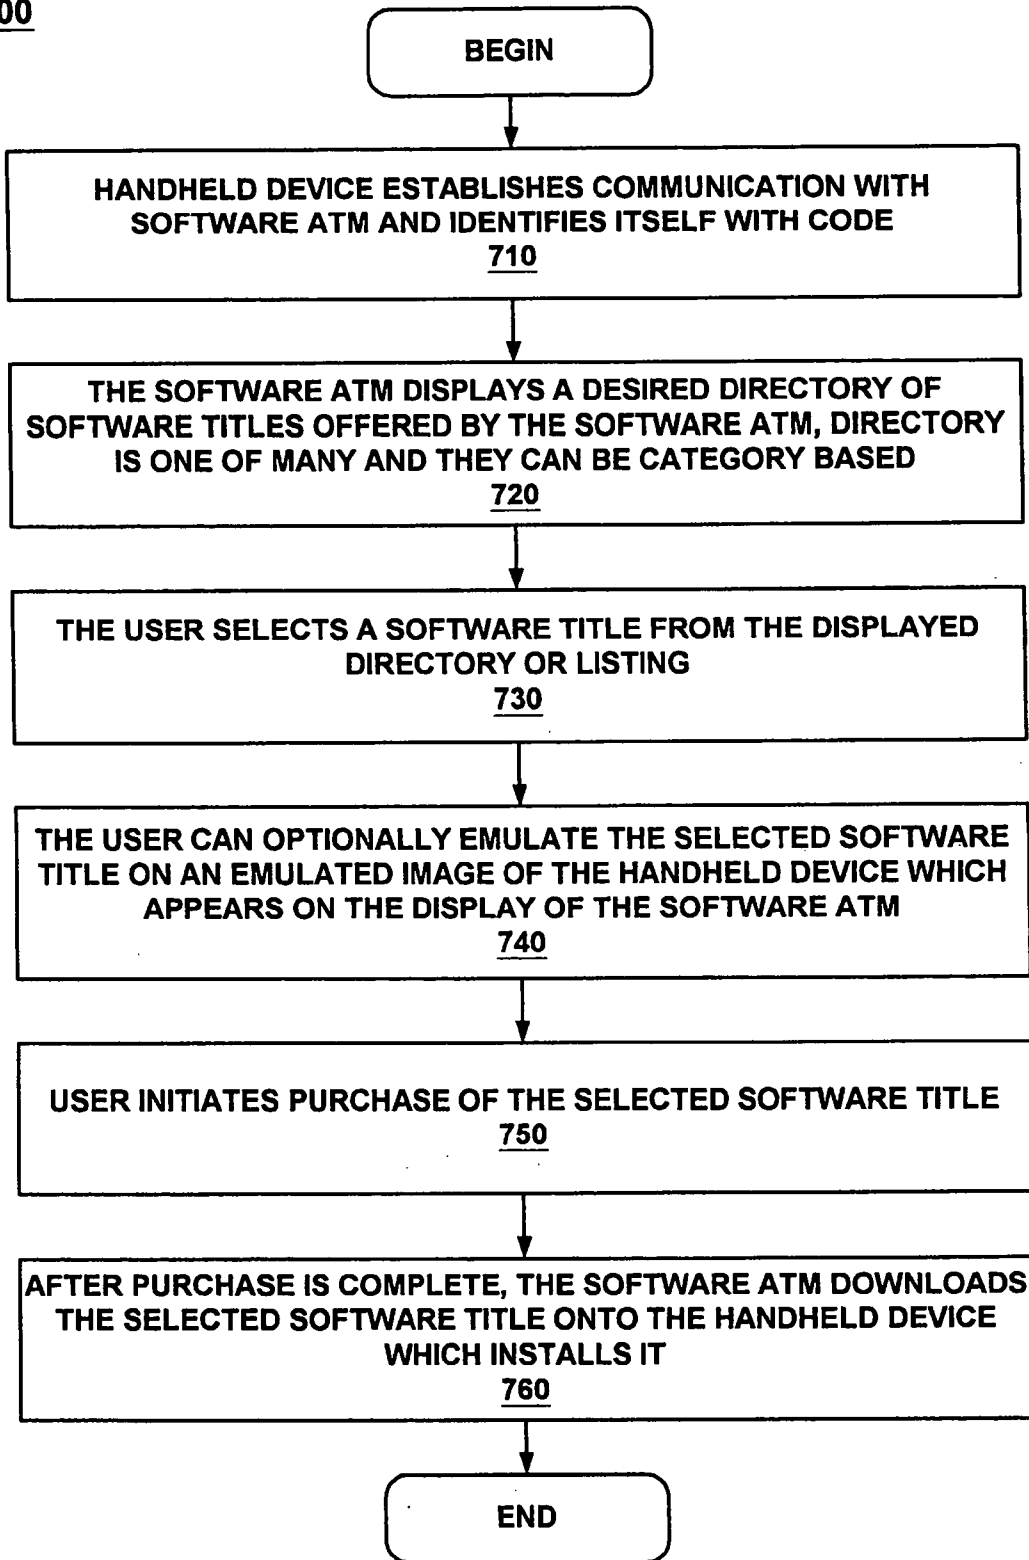 00
BEGIN
HANDHELD DEVICE ESTABLISHES COMMUNICATION WITH
SOFTWARE ATM AND IDENTIFIES ITSELF WITH CODE
710
THE SOFTWARE ATM DISPLAYS A DESIRED DIRECTORY OF
SOFTWARE TITLES OFFERED BY THE SOFTWARE ATM, DIRECTORY
IS ONE OF MANY AND THEY CAN BE CATEGORY BASED
720
THE USER SELECTS A SOFTWARE TITLE FROM THE DISPLAYED
DIRECTORY OR LISTING
730
THE USER CAN OPTIONALLY EMULATE THE SELECTED SOFTWARE
TITLE ON AN EMULATED IMAGE OF THE HANDHELD DEVICE WHICH
APPEARS ON THE DISPLAY OF THE SOFTWARE ATM
740
USER INITIATES PURCHASE OF THE SELECTED SOFTWARE TITLE
750
AFTER PURCHASE IS COMPLETE, THE SOFTWARE ATM DOWNLOADS
THE SELECTED SOFTWARE TITLE ONTO THE HANDHELD DEVICE
WHICH INSTALLS IT
760
END